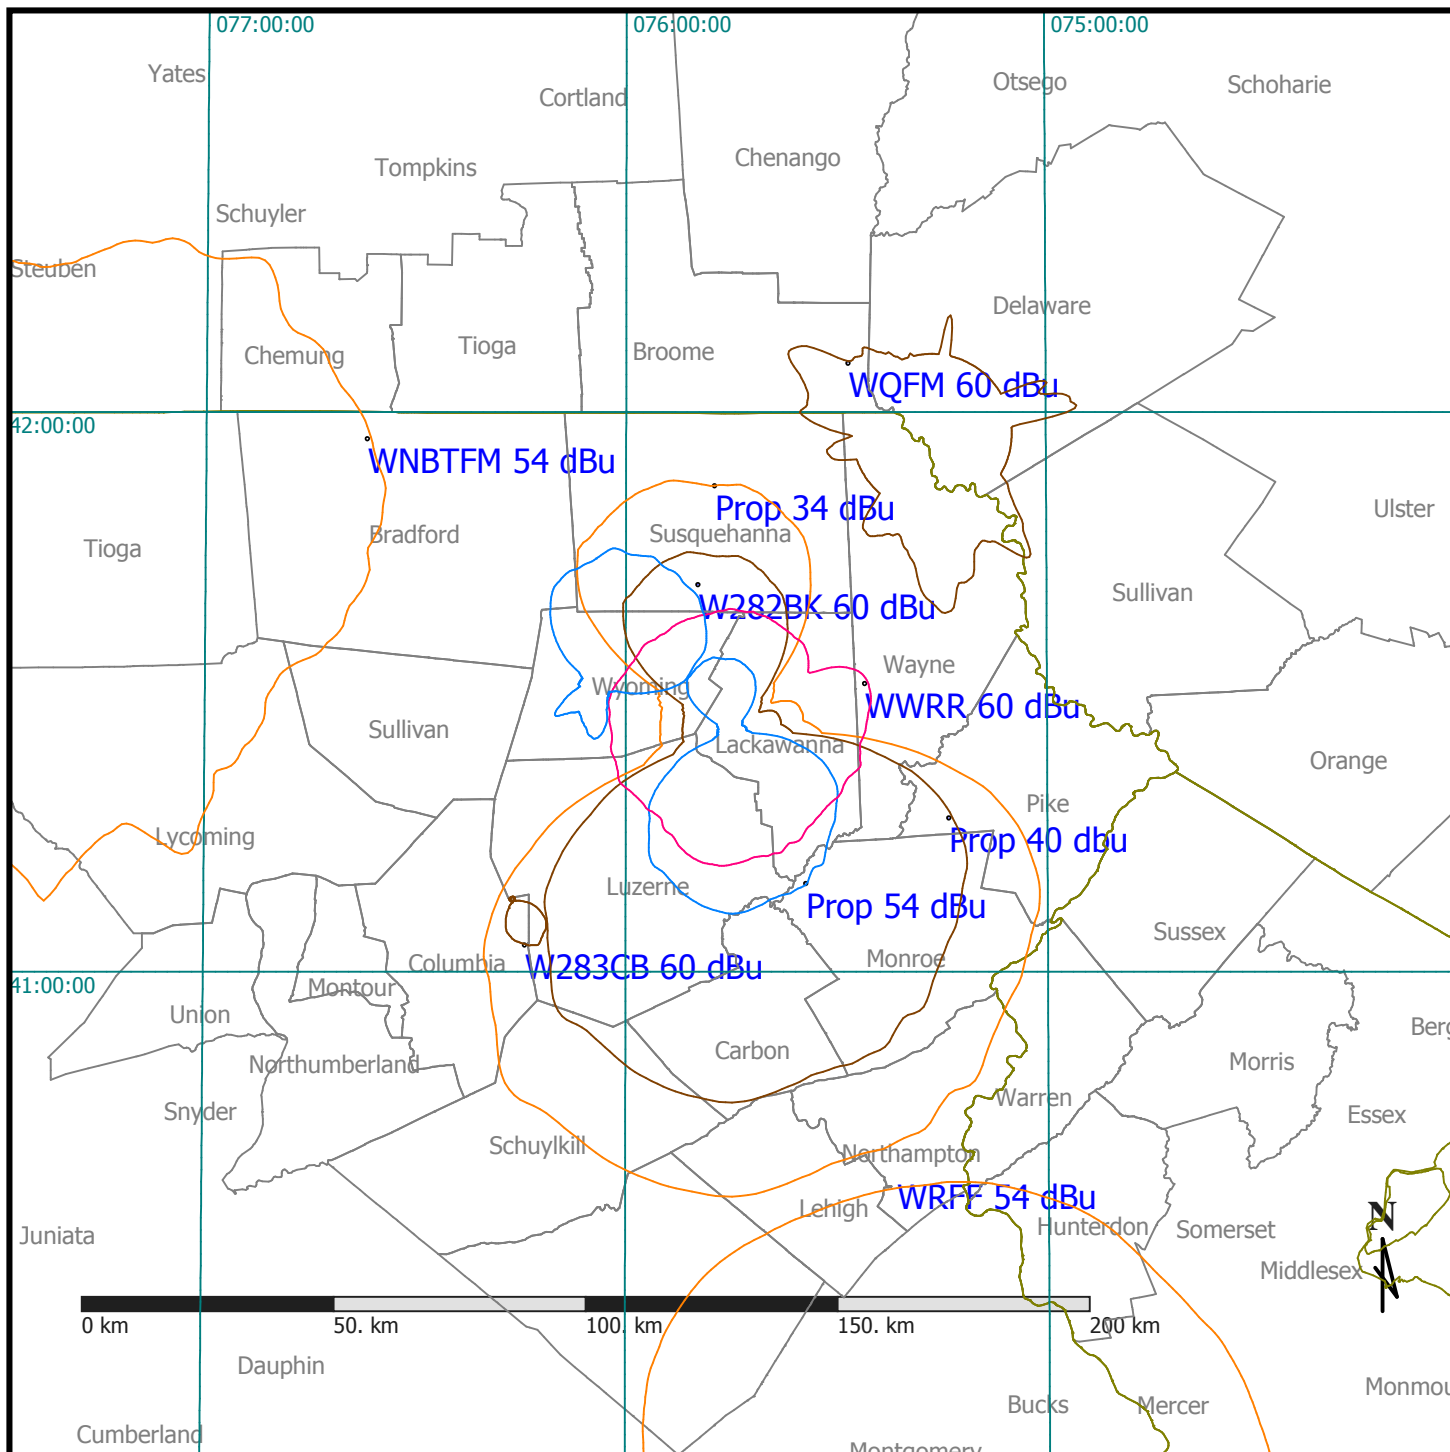 077:00:00
076:00:00
075:00:00
Yates
Otsego
Schoharie
Cortland
Chenango
Tompkins
Schuyler
Steuben
Delaware
Chemung
Tioga
Broome
WQFM 60 dBu
42:00:00
WNBTFM 54 dBu
Prop 34 dBu
Ulster
Tioga
Bradford
Susquehanna
Sullivan
W282BK 60 dBu
Wayne
Wyoming
WWRR 60 dBu
Sullivan
Lackawanna
Orange
Pike
Lycoming
Prop 40 dbu
Luzerne
Prop 54 dBu
Sussex
Columbia
W283CB 60 dBu
Monroe
41:00:00
Montour
Union
Berg
Northumberland
Carbon
Morris
Snyder
Warren
Essex
Schuylkill
Northampton
WRFF 54 dBu
Lehigh
N
Juniata
Hunterdon
Somerset
Middlesex
0 km
50. km
100. km
150. km
200 km
Dauphin
Monmou
Bucks
Mercer
Cumberland
Montgomery